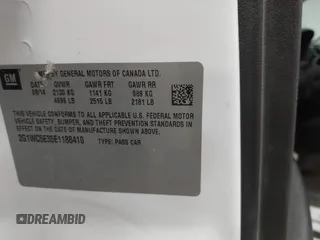 GM
BY GENERAL MOTORS OF CANADA LTD.
GVWR GAWR FRT GAWR RR
2130 KG 1141 KG 989 KG
4696 LB 2515 LB 2181 LB
THIS VEHICLE CONFORMS TO ALL APPLICABLE U.S. FEDERAL
MOTOR VEHICLE SAFETY, BUMPER, AND THEFT PREVENTION STANDARDS
IN EFFECT ON THE DATE OF MANUFACTURE SHOWN ABOVE.
TYPE: PASS CAR
DREAMBID